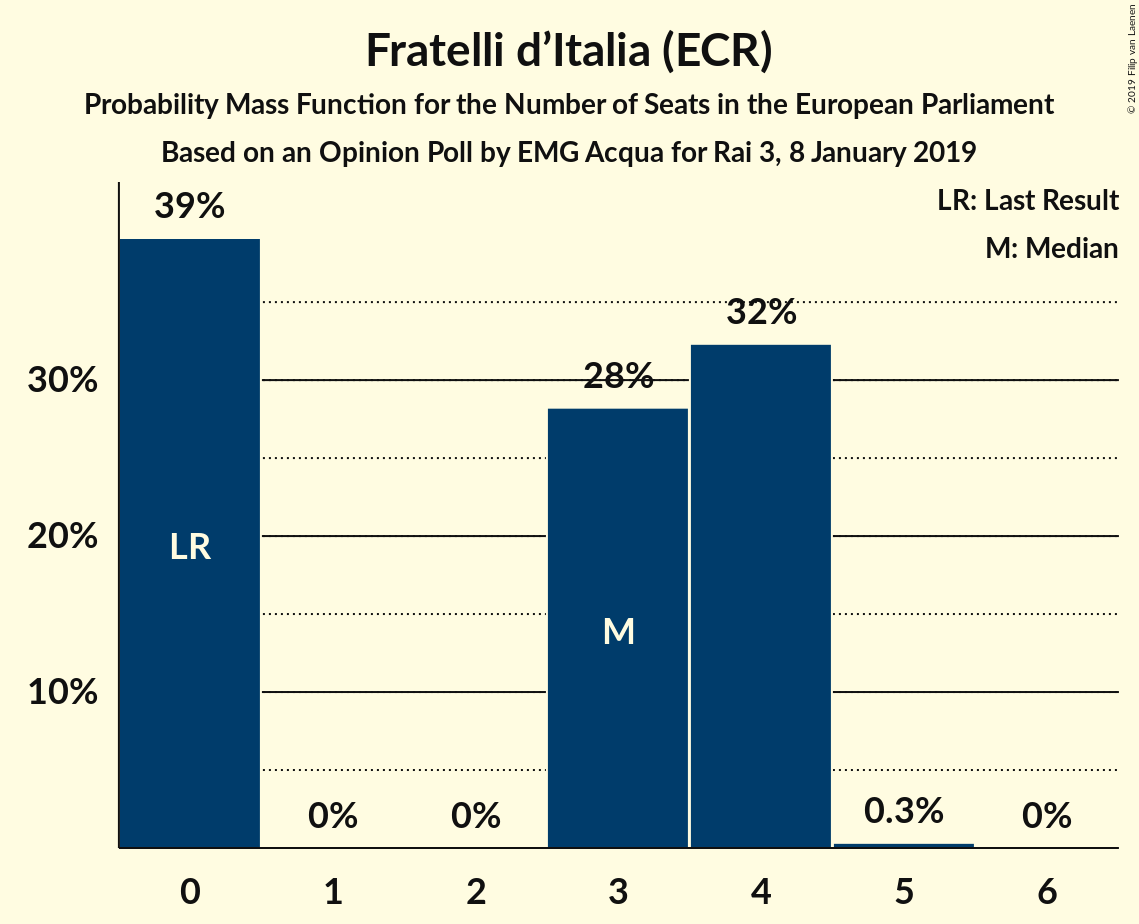 Fratelli d’Italia (ECR)
Probability Mass Function for the Number of Seats in the European Parliament
Based on an Opinion Poll by EMG Acqua for Rai 3, 8 January 2019
© 2019 Filip van Laenen
LR: Last Result
M: Median
39%
32%
28%
30%
20%
10%
LR
M
0%
0%
0.3%
0%
0
1
2
3
4
5
6